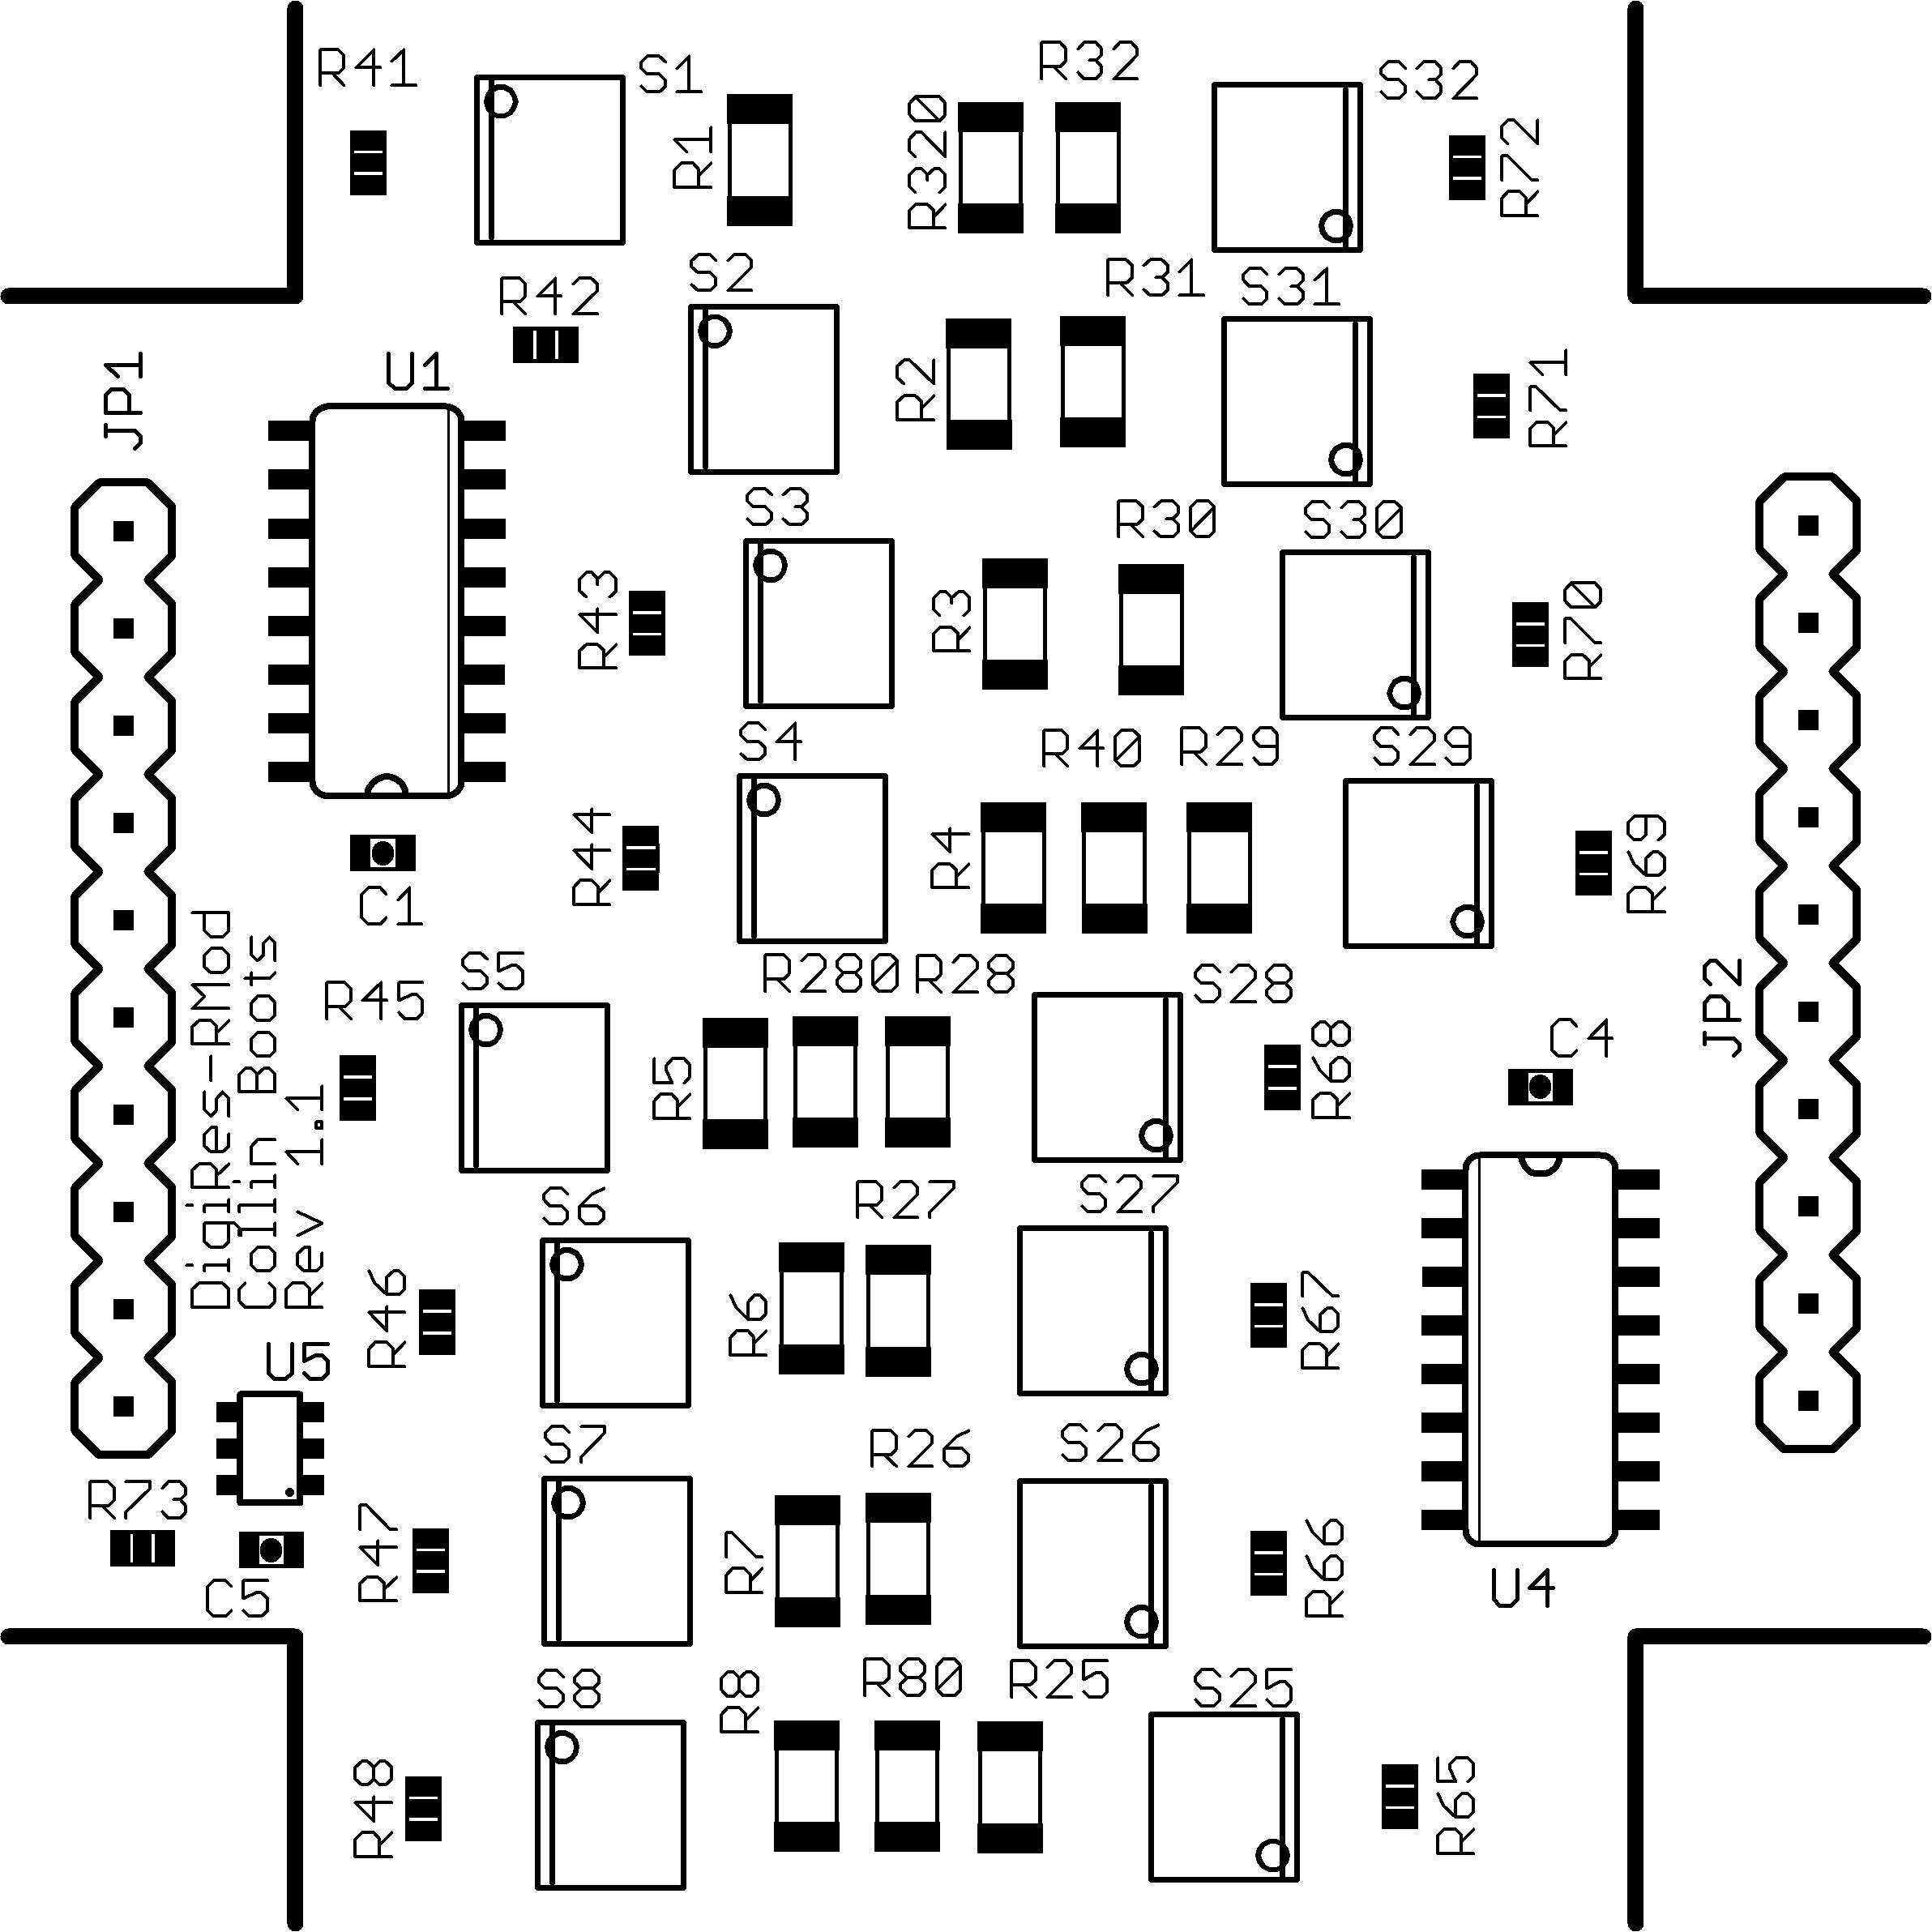 R41
S1
R1
R320
R32
S32
R72
R42
S2
R2
R31
S31
R71
JP1
U1
S3
R43
R3
R30
S30
R70
S4
R44
R4
R40
R29
S29
R69
C1
DigiRes-RMod
Collin Boots
Rev 1.1
R45
S5
R5
R280
R28
S28
R68
C4
JP2
S6
R46
R6
R27
S27
R67
U5
S7
R47
R7
R26
S26
R66
U4
R73
C5
S8
R48
R8
R80
R25
S25
R65